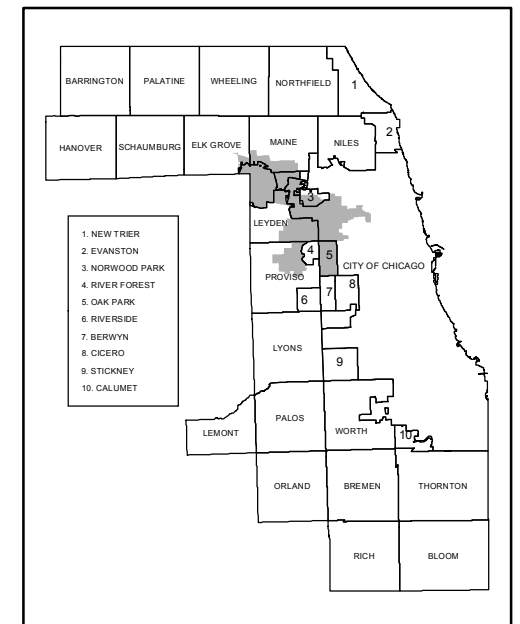 BARRINGTON PALATINE WHEELING NORTHFIELD 1
2
HANOVER SCHAUMBURG ELK GROVE MAINE NILES
3
LEYDEN
1. NEW TRIER
2. EVANSTON
3. NORWOOD PARK
4. RIVER FOREST
5. OAK PARK
6. RIVERSIDE
7. BERWYN
8. CICERO
9. STICKNEY
10. CALUMET
4 5 CITY OF CHICAGO
PROVISO
6 7 8
LYONS
9
PALOS
LEMONT WORTH 10
ORLAND BREMEN THORNTON
RICH BLOOM